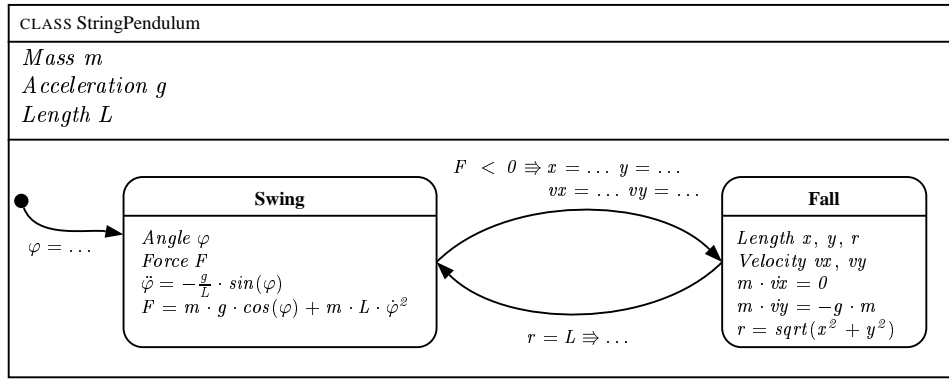 CLASS StringPendulum
Mass m
Acceleration g
Length L
φ = ...
Swing
Angle φ
Force F
φ̈ = −g/L · sin(φ)
F = m · g · cos(φ) + m · L · φ̇²
F < 0 ⇛ x = ... y = ...
vx = ... vy = ...
r = L ⇛ ...
Fall
Length x, y, r
Velocity vx, vy
m · v̇x = 0
m · v̇y = −g · m
r = sqrt(x² + y²)